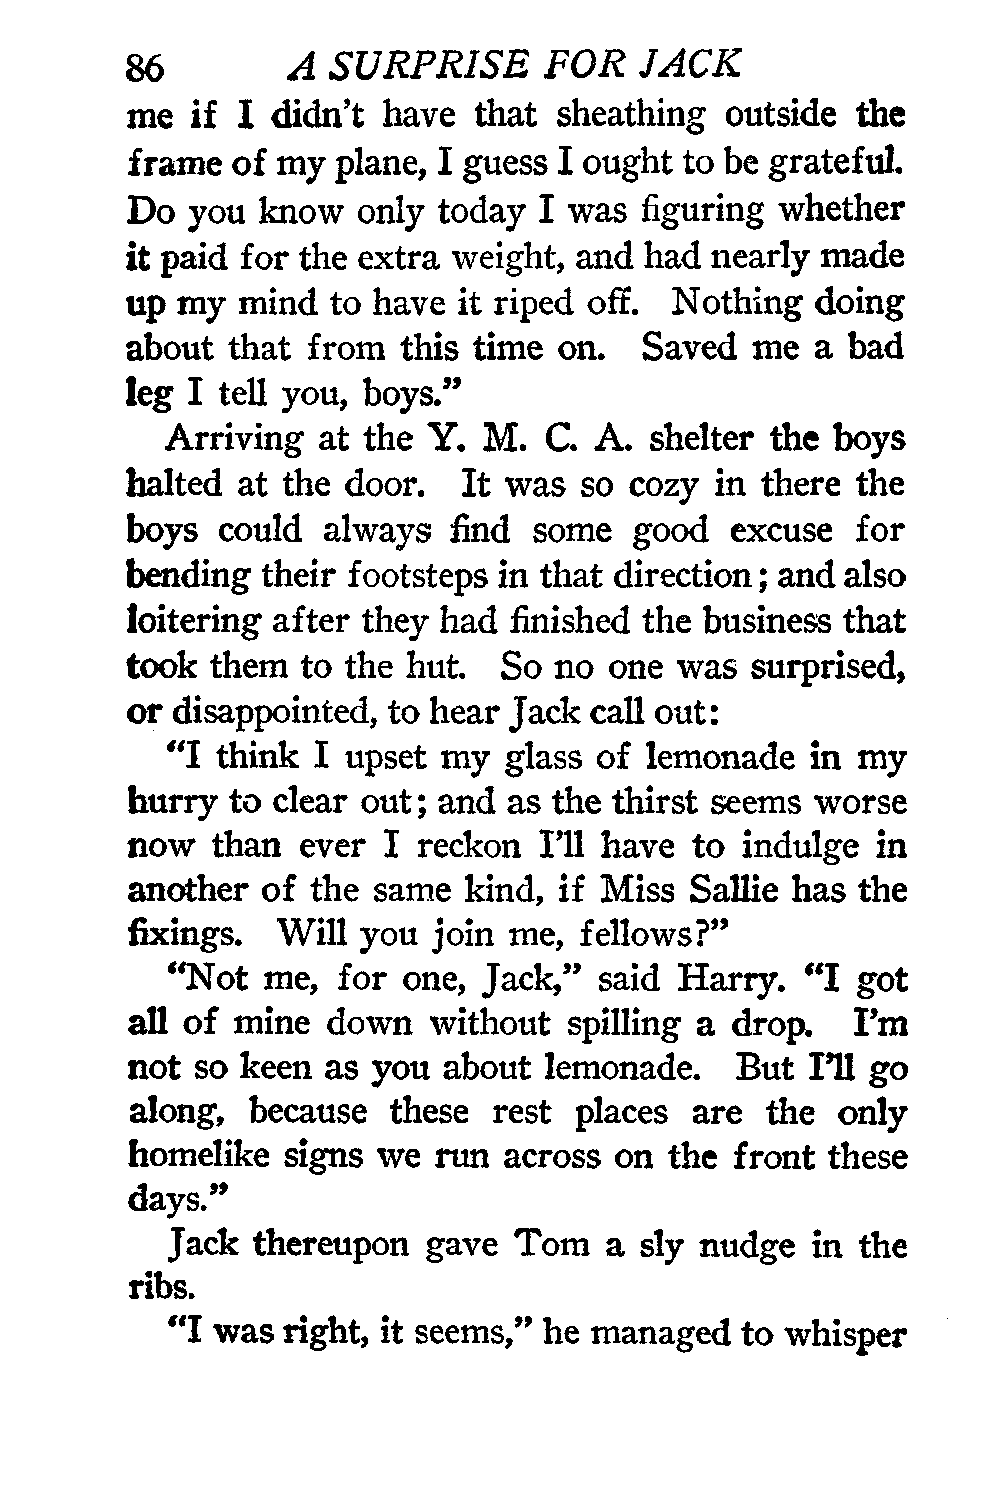 86 A SURPRISE FOR JACK
me if I didn't have that sheathing outside the
frame of my plane, I guess I ought to be grateful.
Do you know only today I was figuring whether
it paid for the extra weight, and had nearly made
up my mind to have it riped off. Nothing doing
about that from this time on. Saved me a bad
leg I tell you, boys.”
Arriving at the Y. M. C. A. shelter the boys
halted at the door. It was so cozy in there the
boys could always find some good excuse for
bending their footsteps in that direction; and also
loitering after they had finished the business that
took them to the hut. So no one was surprised,
or disappointed, to hear Jack call out:
“I think I upset my glass of lemonade in my
hurry to clear out; and as the thirst seems worse
now than ever I reckon I'll have to indulge in
another of the same kind, if Miss Sallie has the
fixings. Will you join me, fellows?”
“Not me, for one, Jack,” said Harry. “I got
all of mine down without spilling a drop. I'm
not so keen as you about lemonade. But I'll go
along, because these rest places are the only
homelike signs we run across on the front these
days.”
Jack thereupon gave Tom a sly nudge in the
ribs.
“I was right, it seems,” he managed to whisper